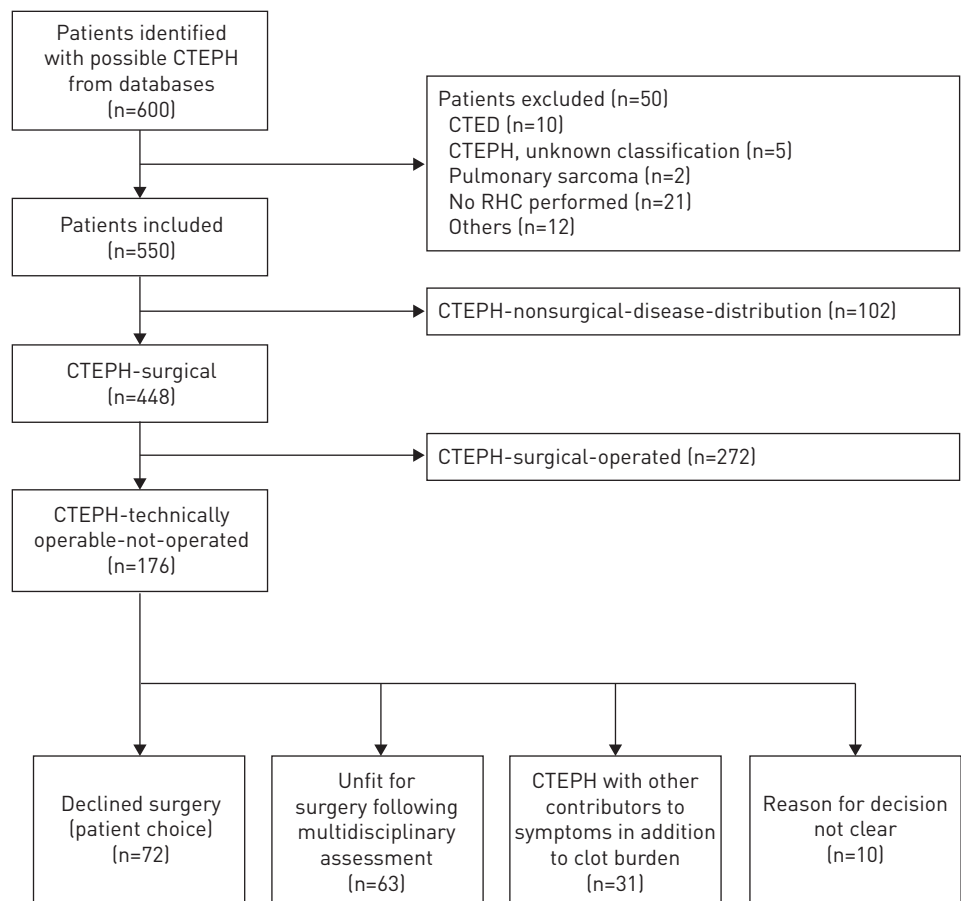 Patients identified
with possible CTEPH
from databases
(n=600)
Patients excluded (n=50)
CTED (n=10)
CTEPH, unknown classification (n=5)
Pulmonary sarcoma (n=2)
No RHC performed (n=21)
Others (n=12)
Patients included
(n=550)
CTEPH-nonsurgical-disease-distribution (n=102)
CTEPH-surgical
(n=448)
CTEPH-surgical-operated (n=272)
CTEPH-technically
operable-not-operated
(n=176)
Declined surgery
(patient choice)
(n=72)
Unfit for
surgery following
multidisciplinary
assessment
(n=63)
CTEPH with other
contributors to
symptoms in addition
to clot burden
(n=31)
Reason for decision
not clear
(n=10)